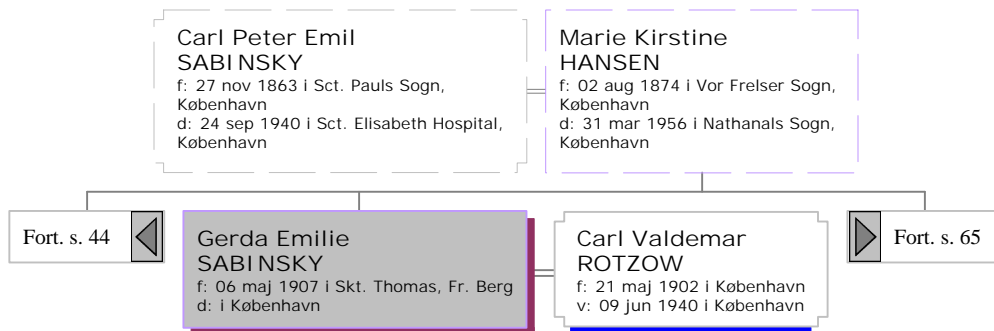 Carl Peter Emil
SABINSKY
f: 27 nov 1863 i Sct. Pauls Sogn,
København
d: 24 sep 1940 i Sct. Elisabeth Hospital,
København
Marie Kirstine
HANSEN
f: 02 aug 1874 i Vor Frelser Sogn,
København
d: 31 mar 1956 i Nathanals Sogn,
København
Fort. s. 44
Gerda Emilie
SABINSKY
f: 06 maj 1907 i Skt. Thomas, Fr. Berg
d: i København
Carl Valdemar
ROTZOW
f: 21 maj 1902 i København
v: 09 jun 1940 i København
Fort. s. 65